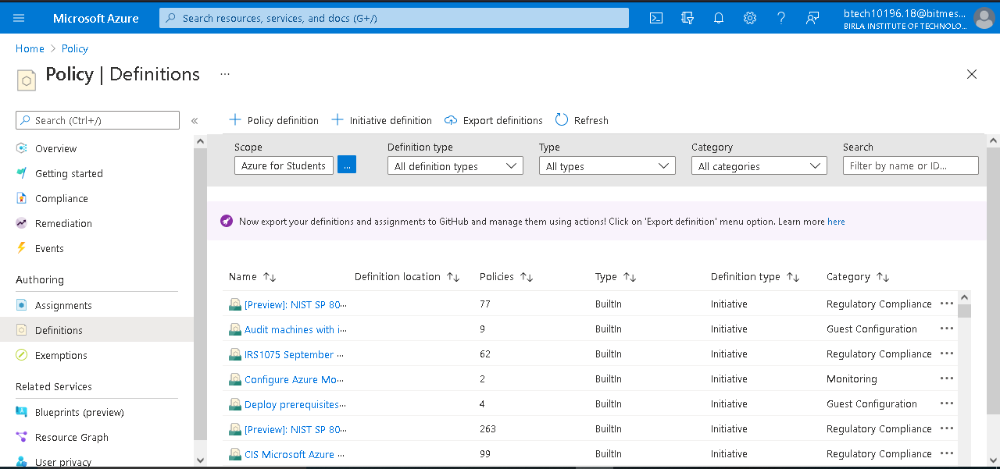 Microsoft Azure
Search resources, services, and docs (G+/)
btech10196.18@bitmes...
BIRLA INSTITUTE OF TECHNOLO...
Home > Policy
Policy | Definitions ...
Search (Ctrl+/)
«
Overview
Getting started
Compliance
Remediation
Events
Authoring
Assignments
Definitions
Exemptions
Related Services
Blueprints (preview)
Resource Graph
User privacy
+ Policy definition + Initiative definition Export definitions Refresh
Scope Definition type Type Category Search
Azure for Students ... All definition types All types All categories Filter by name or ID...
Now export your definitions and assignments to GitHub and manage them using actions! Click on 'Export definition' menu option. Learn more here
Name ↑↓ Definition location ↑↓ Policies ↑↓ Type ↑↓ Definition type ↑↓ Category ↑↓
[Preview]: NIST SP 80... 77 BuiltIn Initiative Regulatory Compliance ...
Audit machines with i... 9 BuiltIn Initiative Guest Configuration ...
IRS1075 September ... 62 BuiltIn Initiative Regulatory Compliance ...
Configure Azure Mo... 2 BuiltIn Initiative Monitoring ...
Deploy prerequisites... 4 BuiltIn Initiative Guest Configuration ...
[Preview]: NIST SP 80... 263 BuiltIn Initiative Regulatory Compliance ...
CIS Microsoft Azure ... 99 BuiltIn Initiative Regulatory Compliance ...